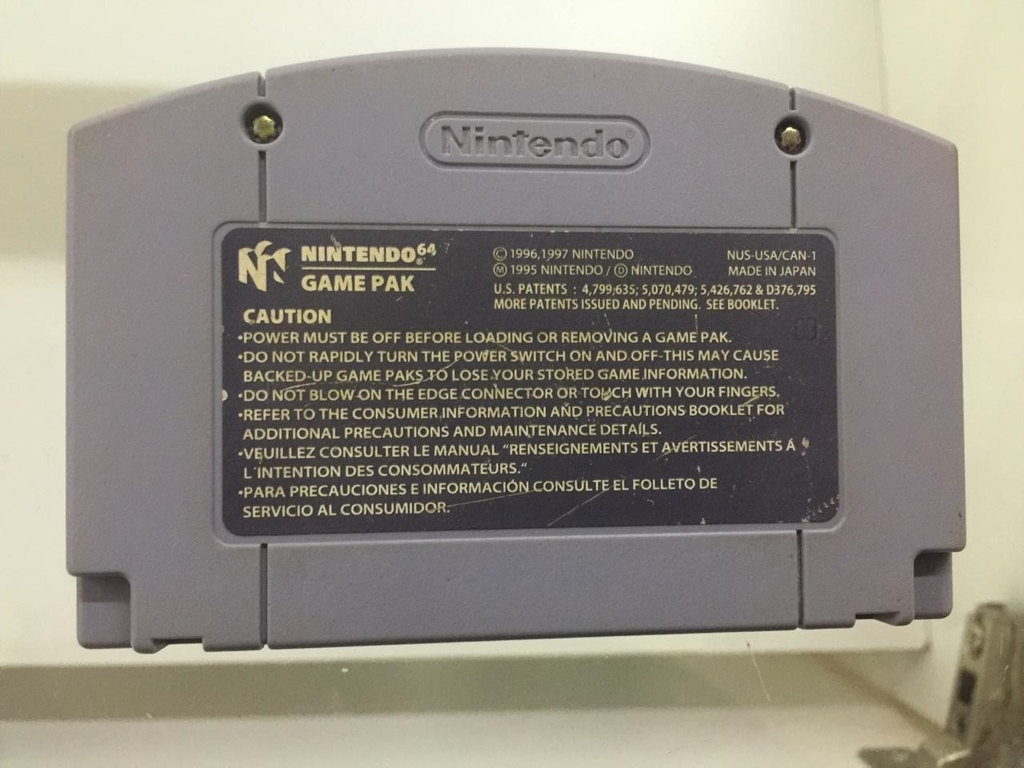 Nintendo®
NINTENDO®64
GAME PAK
© 1996,1997 NINTENDO
Ⓜ 1995 NINTENDO / Ⓓ NINTENDO
NUS-USA/CAN-1
MADE IN JAPAN
U.S. PATENTS : 4,799,635; 5,070,479; 5,426,762 & D376,795
MORE PATENTS ISSUED AND PENDING. SEE BOOKLET.
CAUTION
•POWER MUST BE OFF BEFORE LOADING OR REMOVING A GAME PAK.
•DO NOT RAPIDLY TURN THE POWER SWITCH ON AND OFF-THIS MAY CAUSE
BACKED-UP GAME PAKS TO LOSE YOUR STORED GAME INFORMATION.
•DO NOT BLOW ON THE EDGE CONNECTOR OR TOUCH WITH YOUR FINGERS.
•REFER TO THE CONSUMER INFORMATION AND PRECAUTIONS BOOKLET FOR
ADDITIONAL PRECAUTIONS AND MAINTENANCE DETAILS.
•VEUILLEZ CONSULTER LE MANUAL "RENSEIGNEMENTS ET AVERTISSEMENTS Á
L'INTENTION DES CONSOMMATEURS."
•PARA PRECAUCIONES E INFORMACIÓN CONSULTE EL FOLLETO DE
SERVICIO AL CONSUMIDOR.